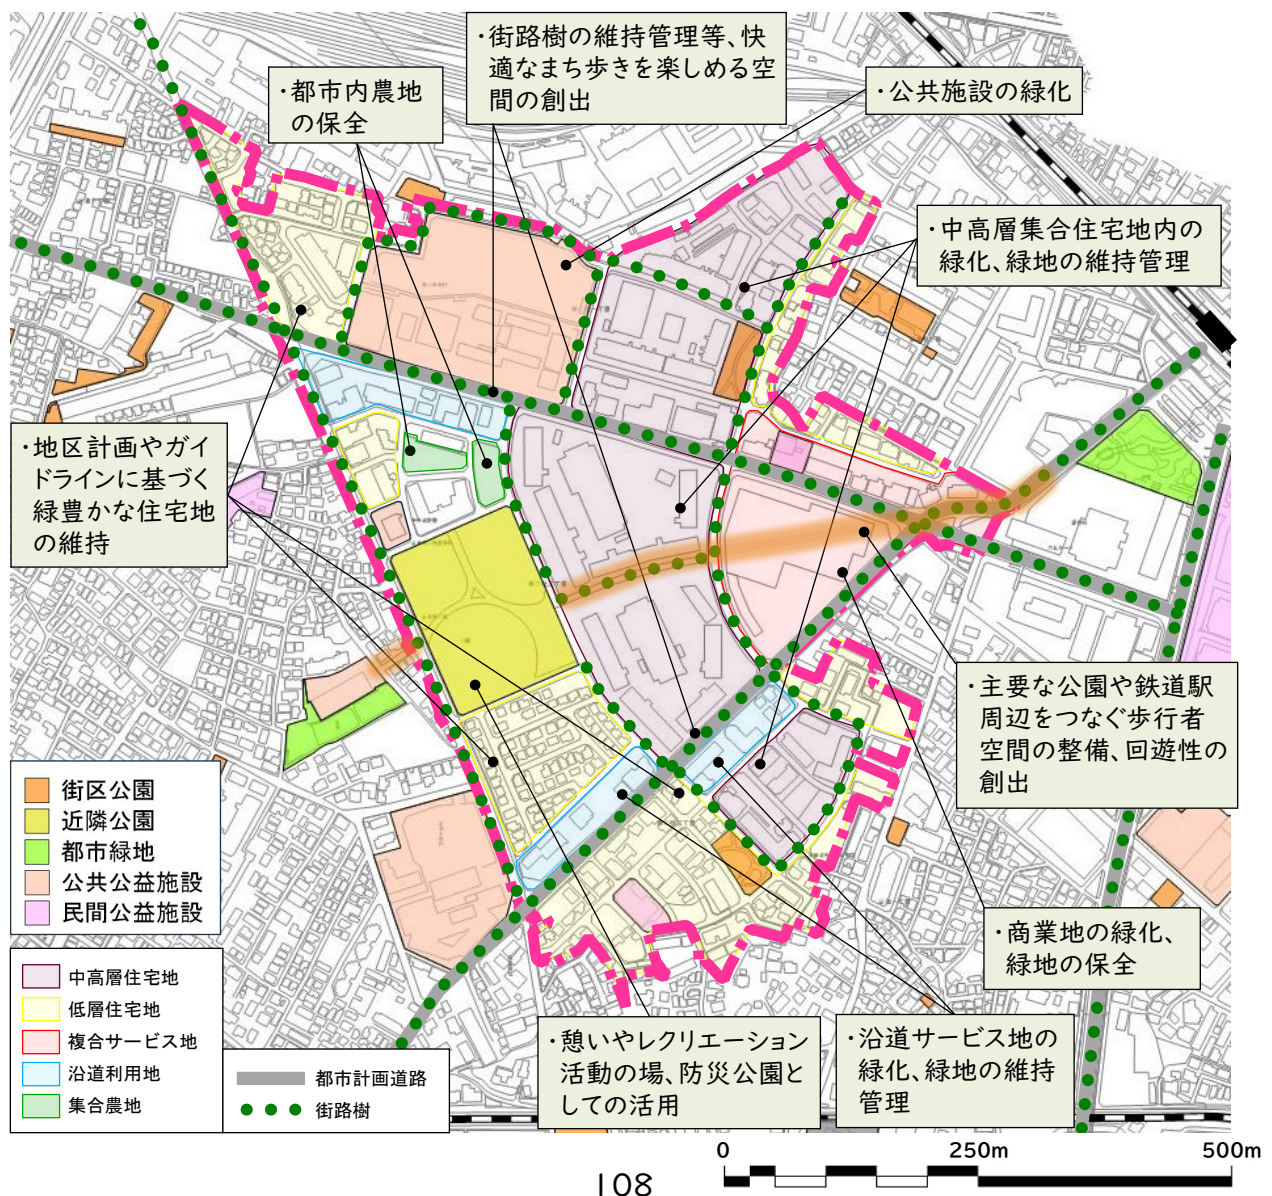 ・街路樹の維持管理等、快
適なまち歩きを楽しめる空
間の創出
・都市内農地
の保全
・公共施設の緑化
・中高層集合住宅地内の
緑化、緑地の維持管理
・地区計画やガイ
ドラインに基づく
緑豊かな住宅地
の維持
・主要な公園や鉄道駅
周辺をつなぐ歩行者
空間の整備、回遊性の
創出
・商業地の緑化、
緑地の保全
・憩いやレクリエーション
活動の場、防災公園と
しての活用
・沿道サービス地の
緑化、緑地の維持
管理
街区公園
近隣公園
都市緑地
公共公益施設
民間公益施設
中高層住宅地
低層住宅地
複合サービス地
沿道利用地
集合農地
都市計画道路
街路樹
0 250m 500m
108